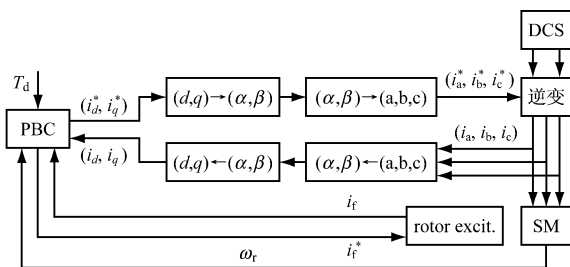 DCS
T_d
(i_d^*, i_q^*)
(d,q)→(α,β)
(α,β)→(a,b,c)
(i_a^*, i_b^*, i_c^*)
逆变
PBC
(i_d, i_q)
(d,q)←(α,β)
(α,β)←(a,b,c)
(i_a, i_b, i_c)
i_f
rotor excit.
SM
i_f^*
ω_r